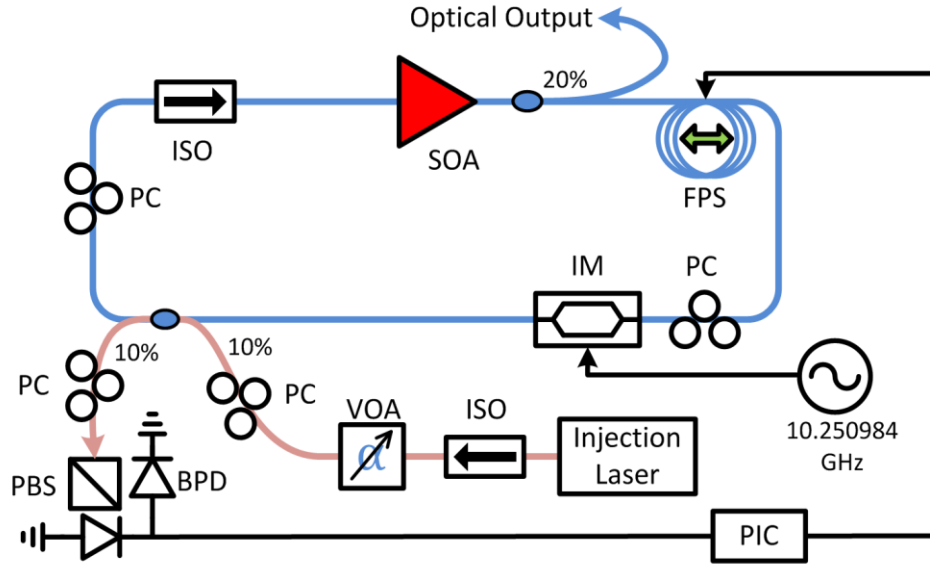 Optical Output
20%
ISO
SOA
FPS
PC
IM
PC
10%
10%
PC
PC
VOA
ISO
Injection
Laser
10.250984
GHz
α
PBS
BPD
PIC